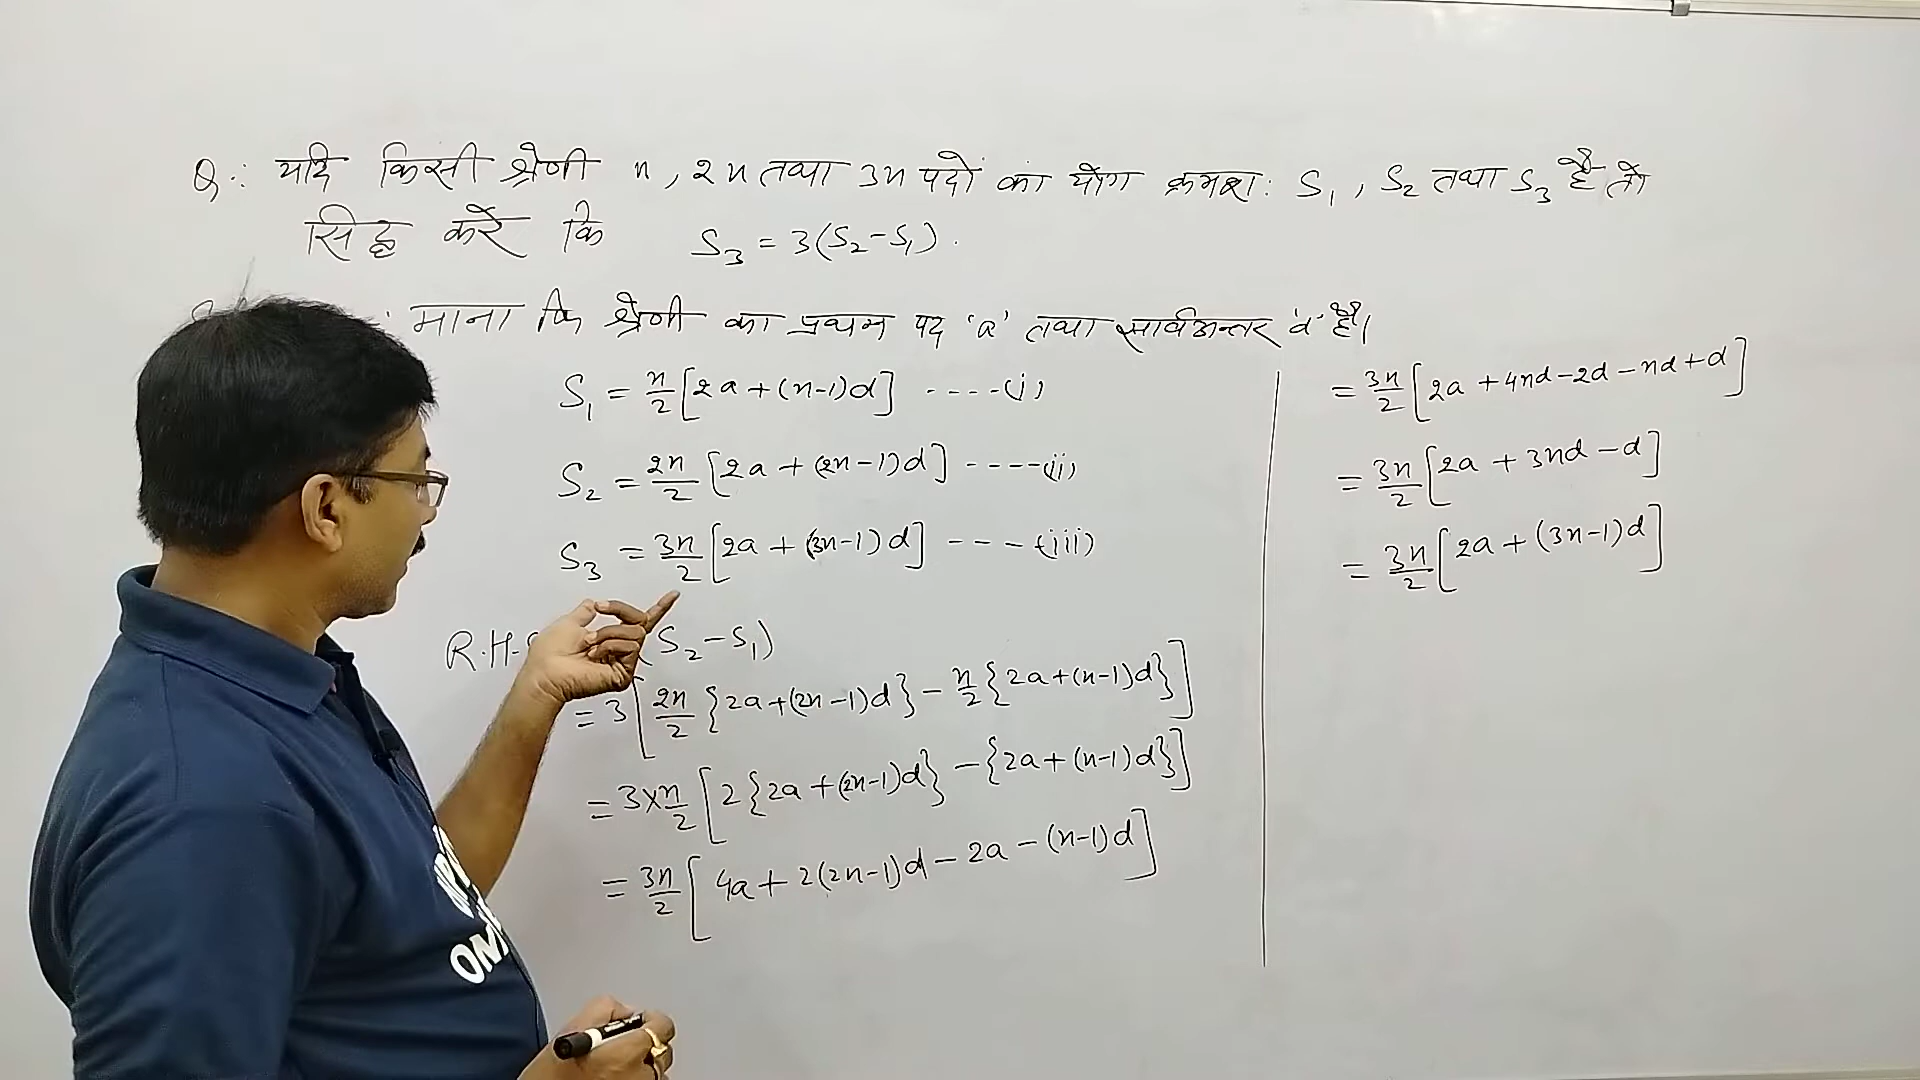 Q.: यदि किसी श्रेणी n, 2n तथा 3n पदों का योग क्रमशः S₁, S₂ तथा S₃ है तो
सिद्ध करें कि S₃ = 3(S₂-S₁).
: माना कि श्रेणी का प्रथम पद 'a' तथा सार्वअन्तर 'd' है।
S₁ = n/2 [2a + (n-1)d] ----(i)
S₂ = 2n/2 [2a + (2n-1)d] ----(ii)
S₃ = 3n/2 [2a + (3n-1)d] ---(iii)
R.H. (S₂-S₁)
= 3[2n/2 {2a+(2n-1)d} - n/2 {2a+(n-1)d}]
= 3×n/2 [2{2a+(2n-1)d} - {2a+(n-1)d}]
= 3n/2 [4a + 2(2n-1)d - 2a - (n-1)d]
= 3n/2 [2a + 4nd - 2d - nd + d]
= 3n/2 [2a + 3nd - d]
= 3n/2 [2a + (3n-1)d]